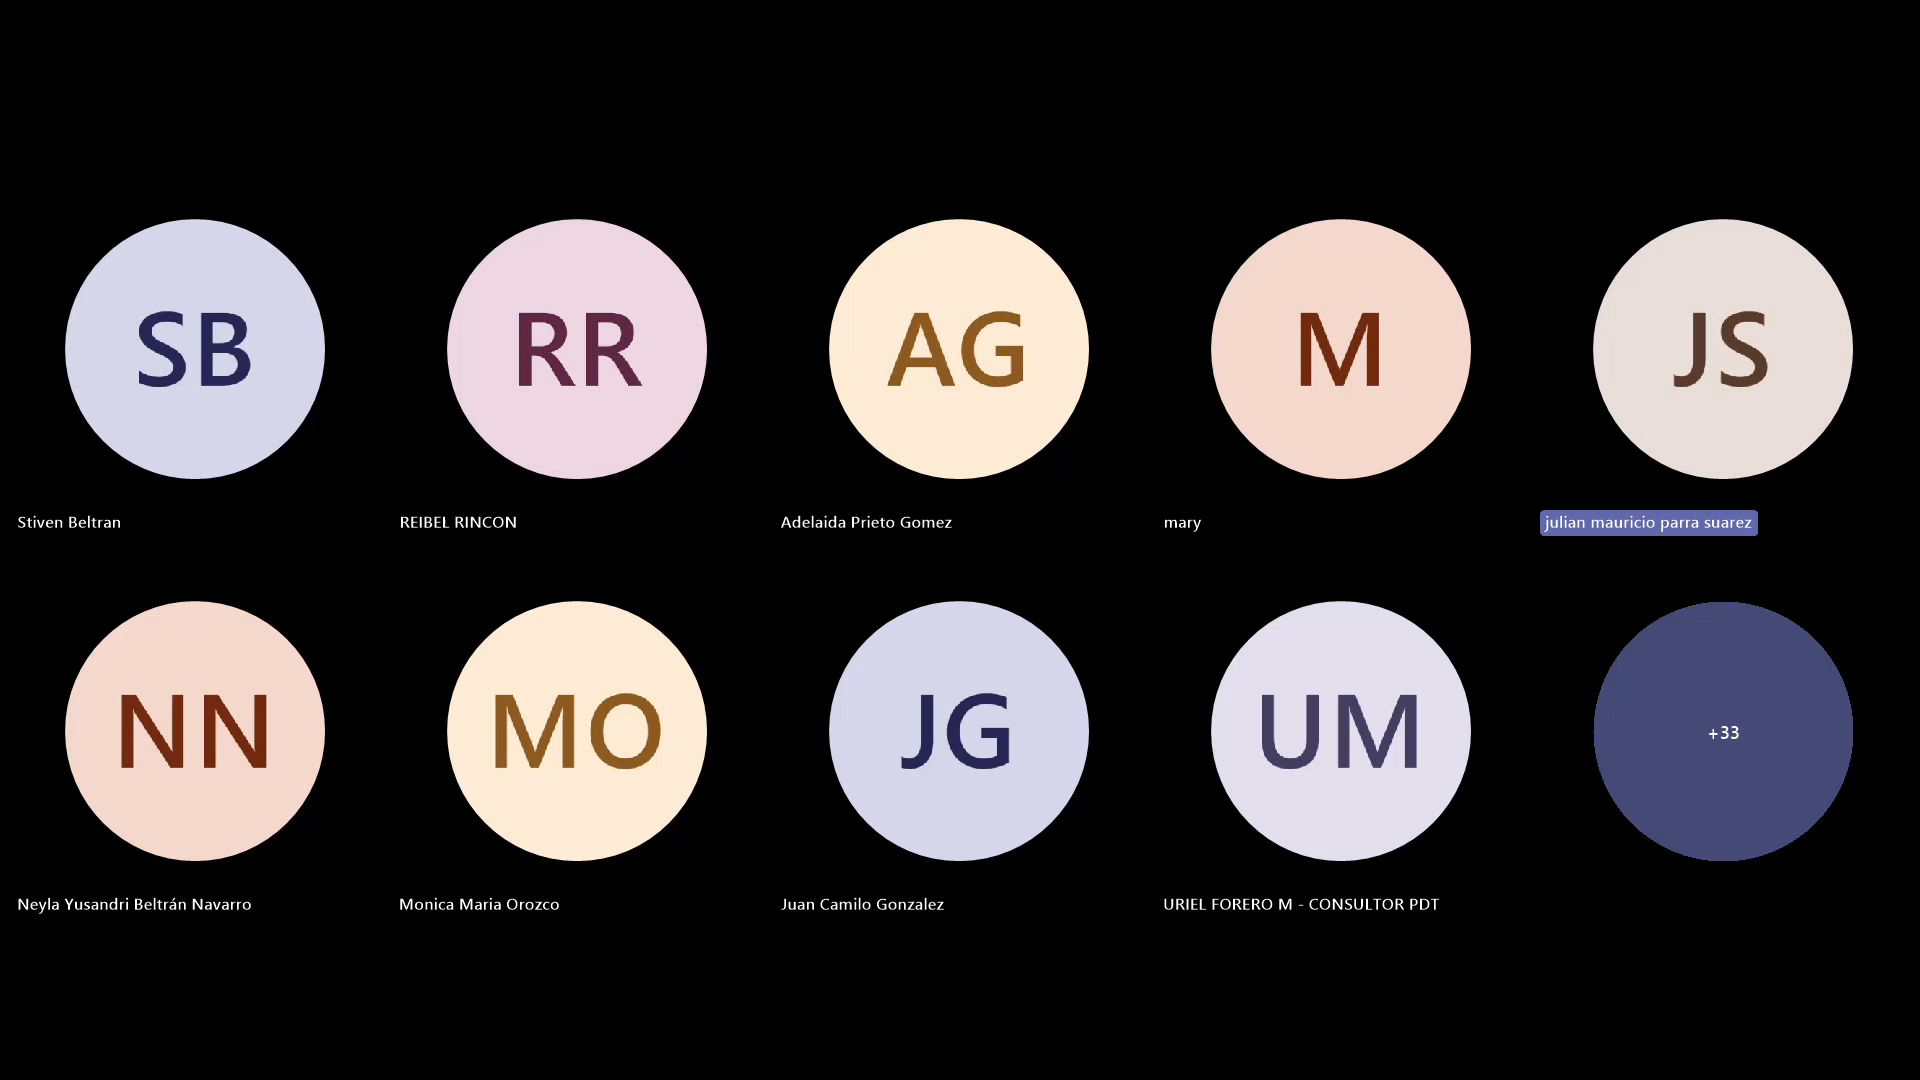 SB
RR
AG
M
JS
Stiven Beltran
REIBEL RINCON
Adelaida Prieto Gomez
mary
julian mauricio parra suarez
NN
MO
JG
UM
+33
Neyla Yusandri Beltrán Navarro
Monica Maria Orozco
Juan Camilo Gonzalez
URIEL FORERO M - CONSULTOR PDT